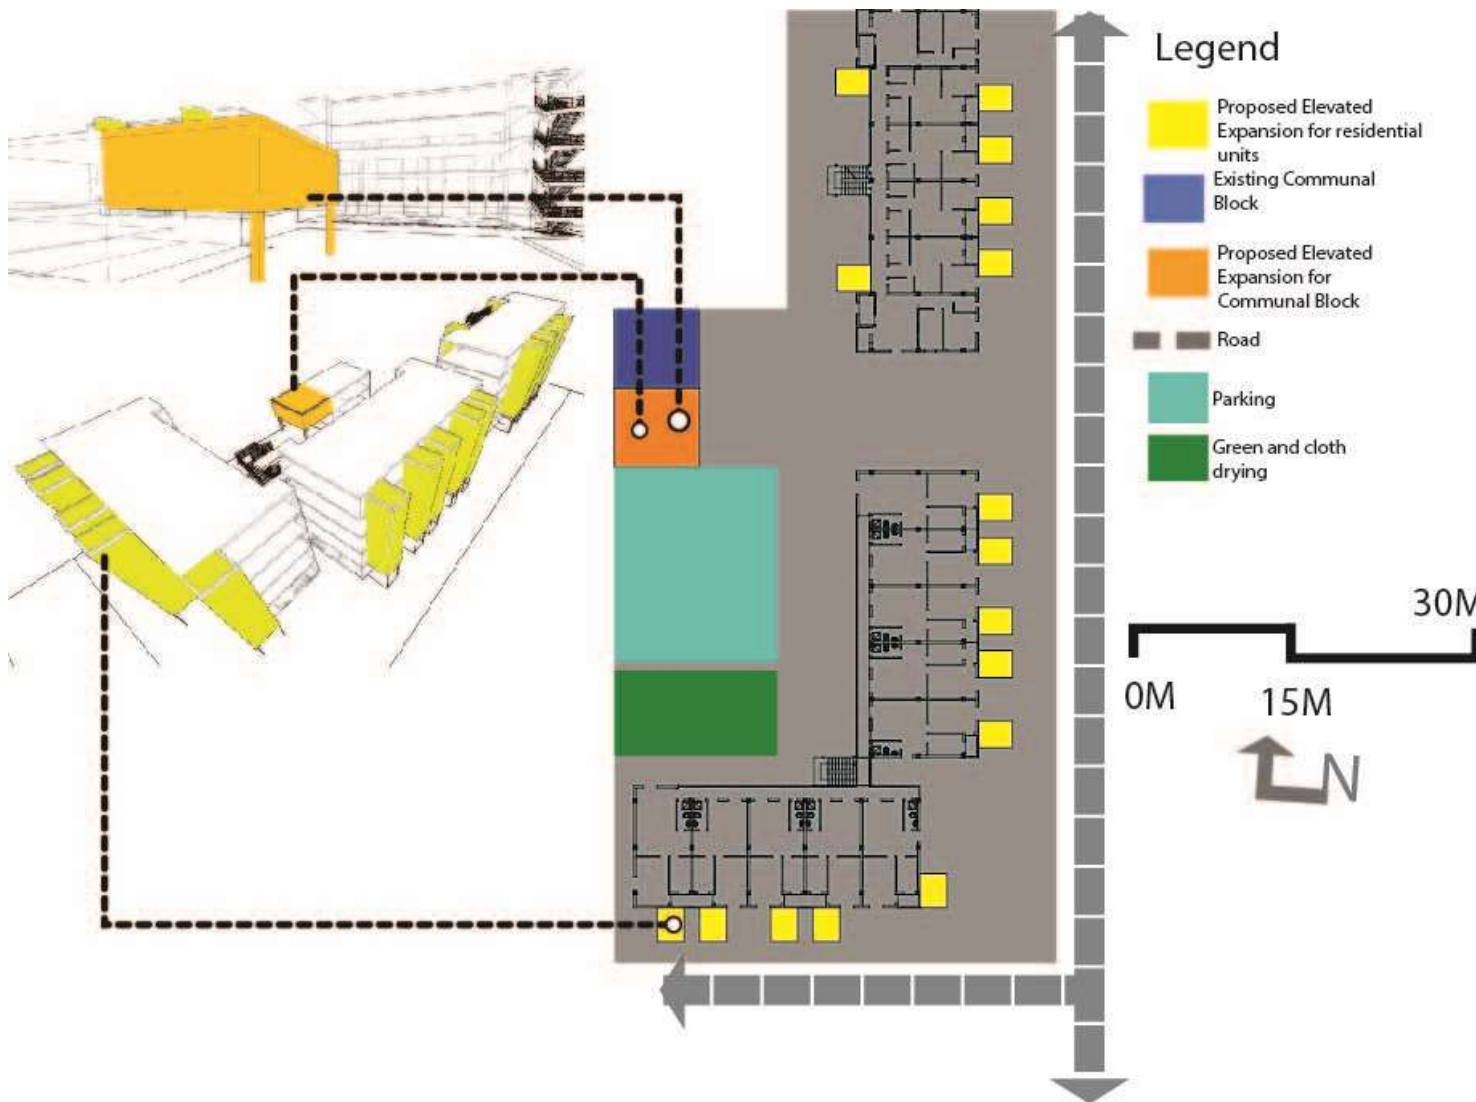 Legend
Proposed Elevated
Expansion for residential
units
Existing Communal
Block
Proposed Elevated
Expansion for
Communal Block
Road
Parking
Green and cloth
drying
30M
0M
15M
N